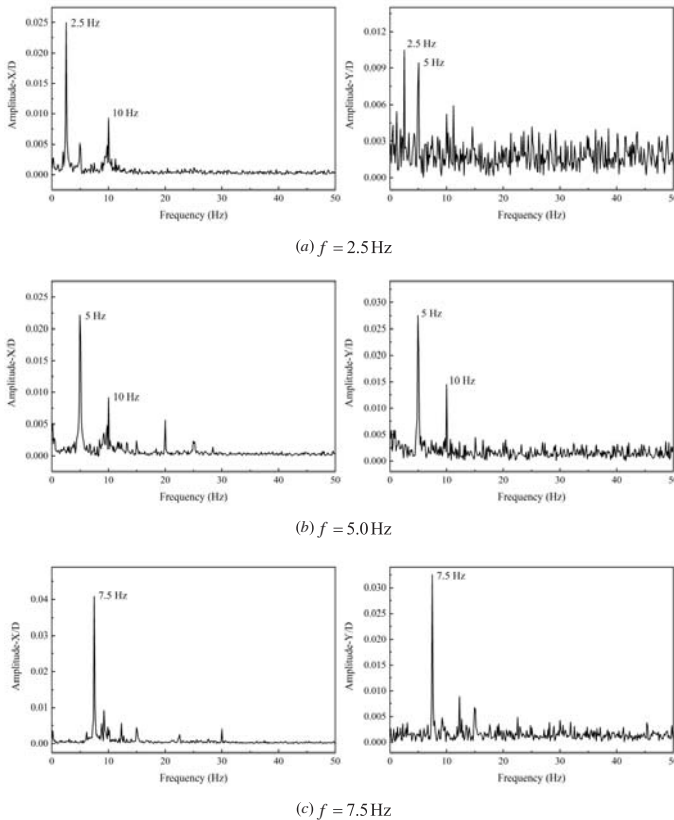 0.025
0.020
0.015
0.010
0.005
0.000
Amplitude-X/D
2.5 Hz
10 Hz
0 10 20 30 40 50
Frequency (Hz)
0.012
0.009
0.006
0.003
0.000
Amplitude-Y/D
2.5 Hz
5 Hz
0 10 20 30 40 50
Frequency (Hz)
(a) f = 2.5 Hz
0.025
0.020
0.015
0.010
0.005
0.000
Amplitude-X/D
5 Hz
10 Hz
0 10 20 30 40 50
Frequency (Hz)
0.030
0.025
0.020
0.015
0.010
0.005
0.000
Amplitude-Y/D
5 Hz
10 Hz
0 10 20 30 40 50
Frequency (Hz)
(b) f = 5.0 Hz
0.04
0.03
0.02
0.01
0.00
Amplitude-X/D
7.5 Hz
0 10 20 30 40 50
Frequency (Hz)
0.030
0.025
0.020
0.015
0.010
0.005
0.000
Amplitude-Y/D
7.5 Hz
0 10 20 30 40 50
Frequency (Hz)
(c) f = 7.5 Hz